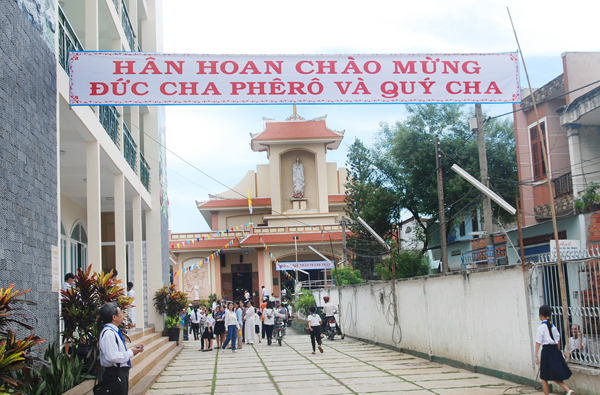 HÂN HOAN CHÀO MỪNG
ĐỨC CHA PHÊRÔ VÀ QUÝ CHA